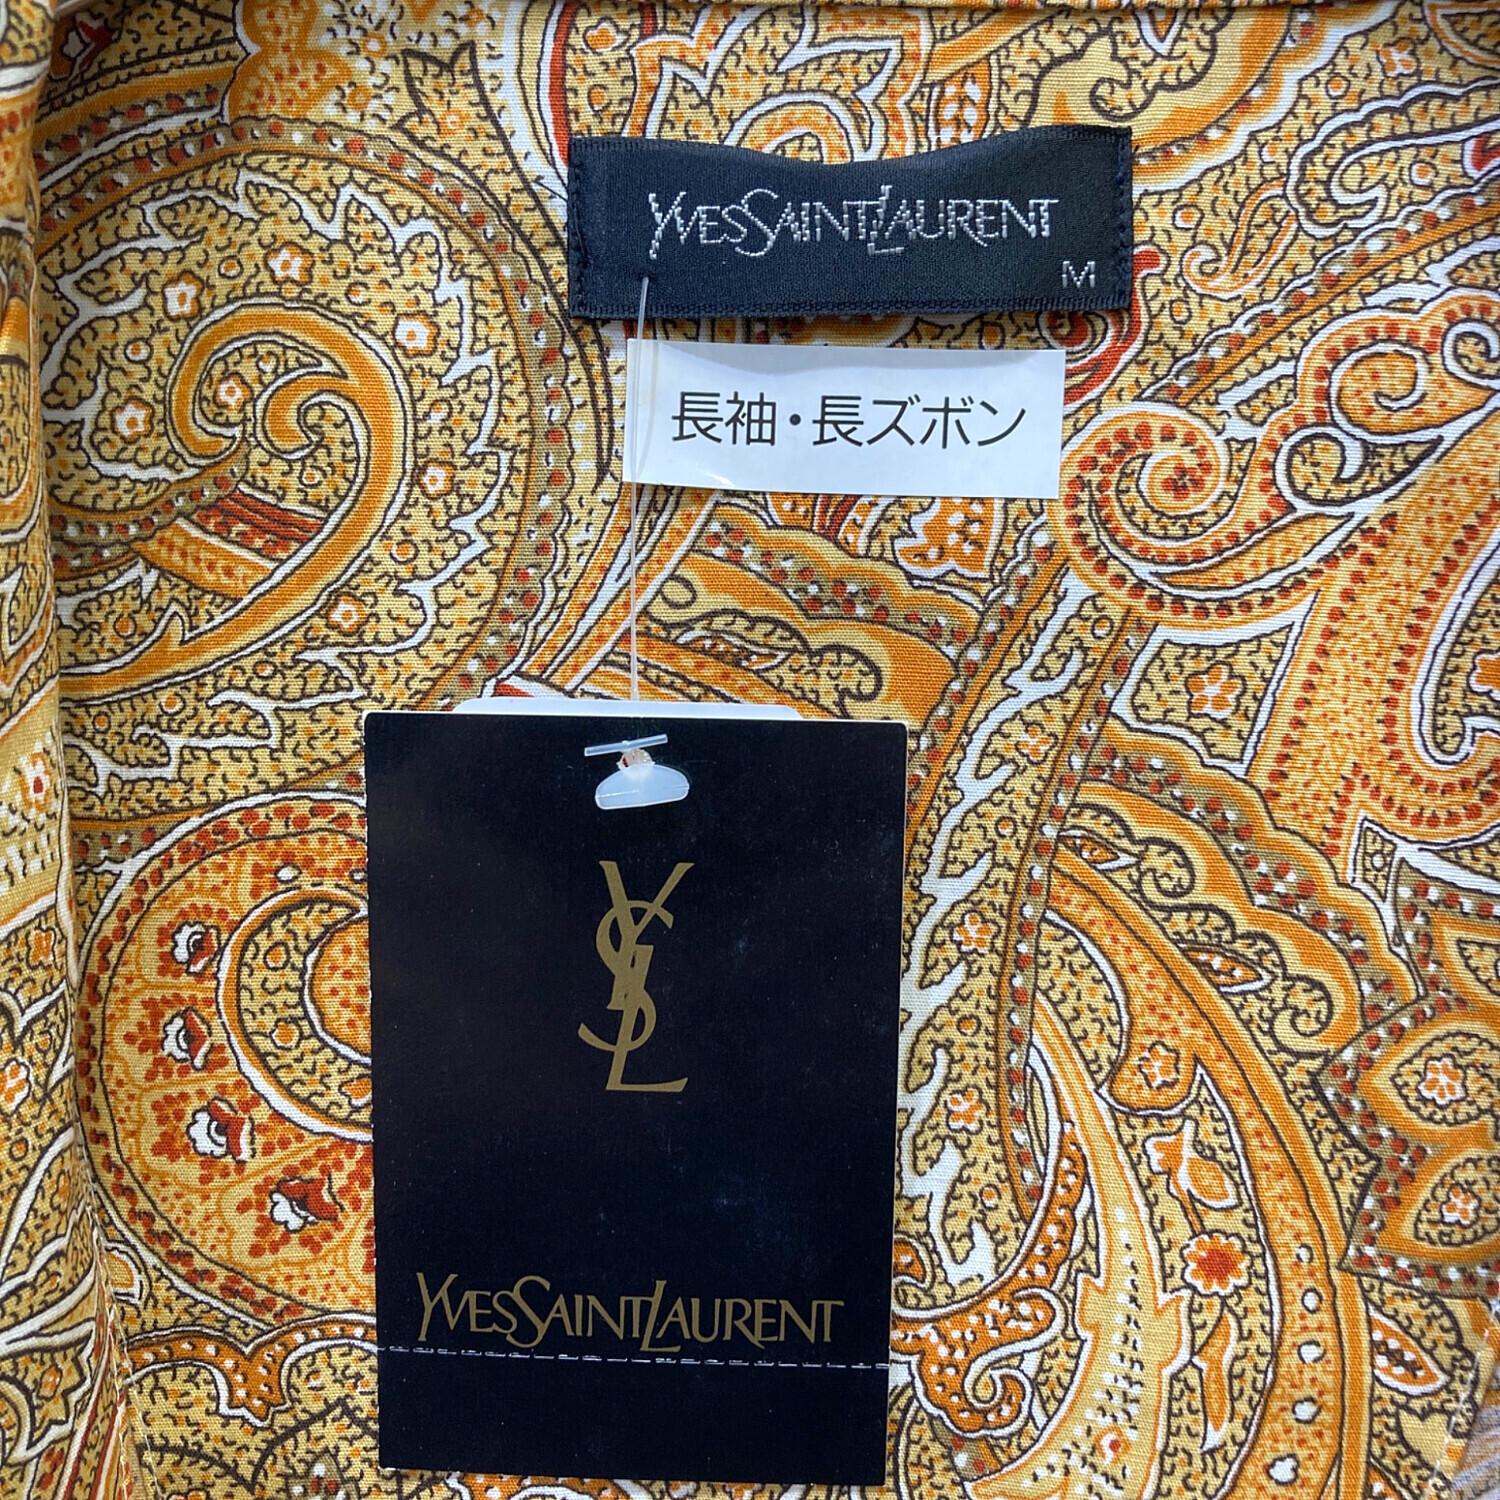 YVESSAINTLAURENT
M
長袖・長ズボン
YSL
YVESSAINTLAURENT